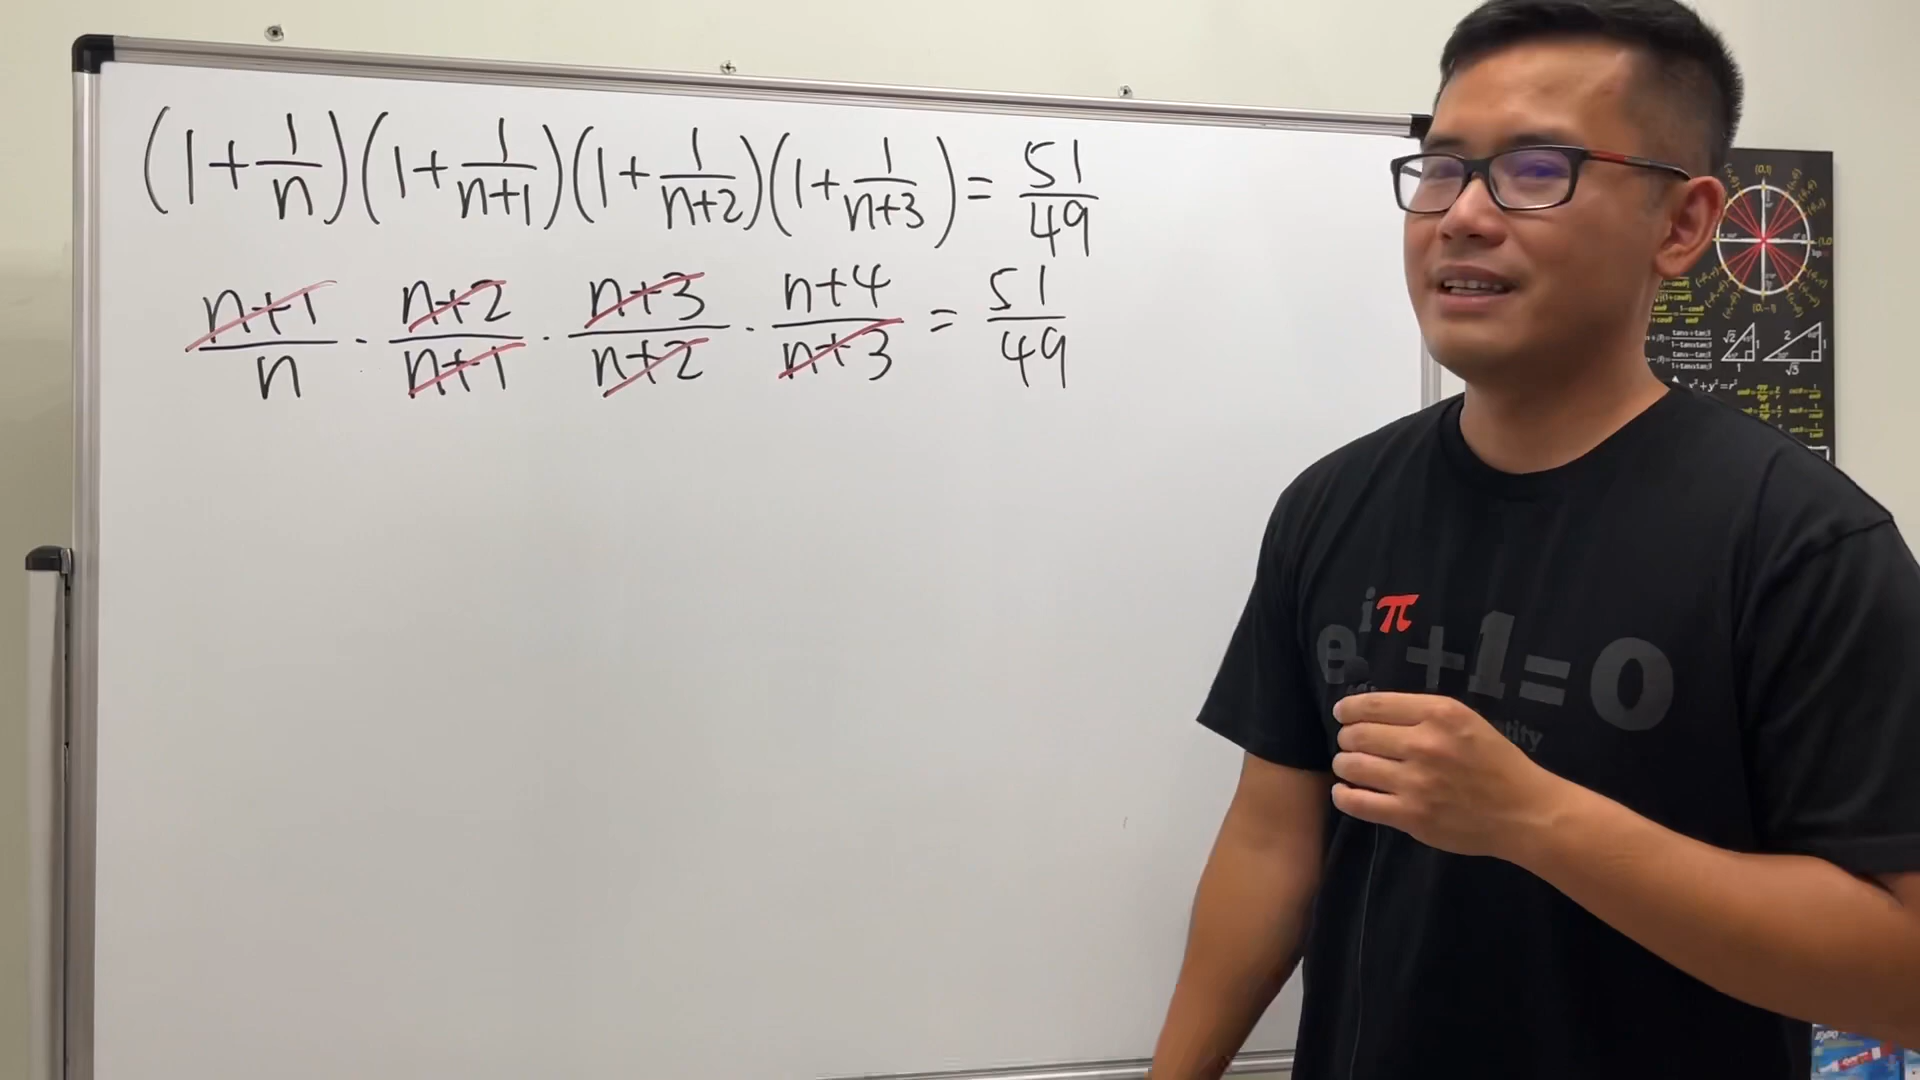 (1+1/n)(1+1/(n+1))(1+1/(n+2))(1+1/(n+3)) = 51/49
(n+1)/n · (n+2)/(n+1) · (n+3)/(n+2) · (n+4)/(n+3) = 51/49
e^iπ+1=0